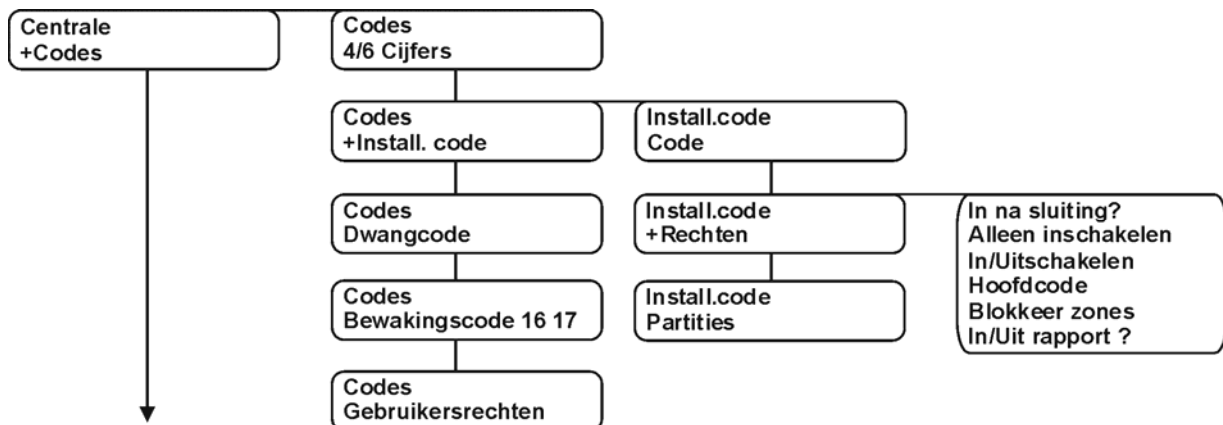 Centrale
+Codes
Codes
4/6 Cijfers
Codes
+Install. code
Install.code
Code
Codes
Dwangcode
Install.code
+Rechten
In na sluiting?
Alleen inschakelen
In/Uitschakelen
Hoofdcode
Blokkeer zones
In/Uit rapport ?
Codes
Bewakingscode 16 17
Install.code
Partities
Codes
Gebruikersrechten